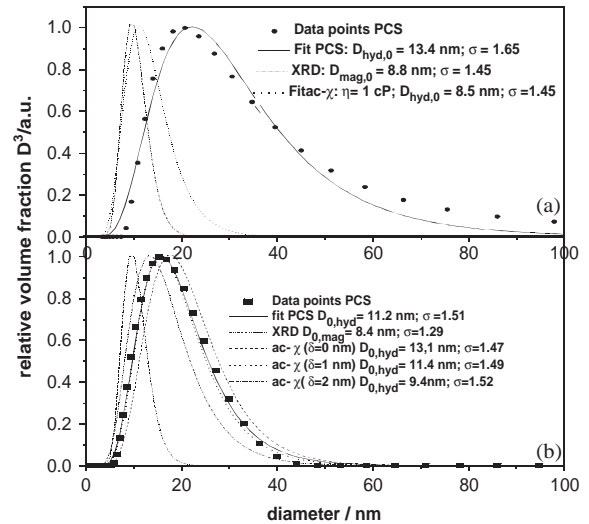 relative volume fraction D³/a.u.
1.0
0.8
0.6
0.4
0.2
0.0
Data points PCS
Fit PCS: D_hyd,0 = 13.4 nm; σ = 1.65
XRD: D_mag,0 = 8.8 nm; σ = 1.45
Fitac-χ: η= 1 cP; D_hyd,0 = 8.5 nm; σ =1.45
(a)
0 20 40 60 80 100
1.0
0.8
0.6
0.4
0.2
0.0
Data points PCS
fit PCS D_0,hyd = 11.2 nm; σ =1.51
XRD D_0,mag= 8.4 nm; σ=1.29
ac- χ (δ=0 nm) D_0,hyd= 13,1 nm; σ =1.47
ac- χ (δ=1 nm) D_0,hyd= 11.4 nm; σ =1.49
ac- χ( δ=2 nm) D_0,hyd= 9.4nm; σ=1.52
(b)
0 20 40 60 80 100
diameter / nm